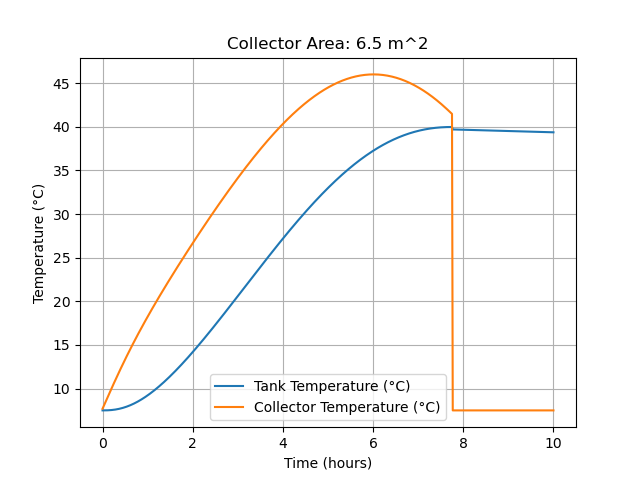 Collector Area: 6.5 m^2
Temperature (°C)
45
40
35
30
25
20
15
10
Tank Temperature (°C)
Collector Temperature (°C)
0 2 4 6 8 10
Time (hours)